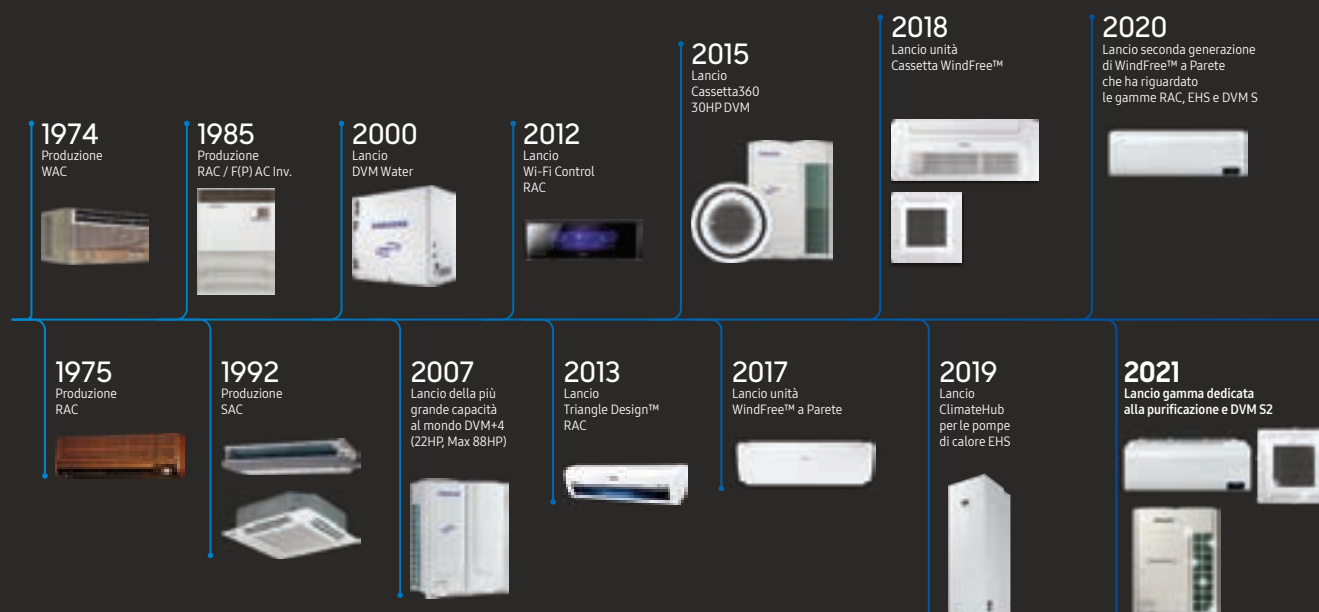 1974
Produzione
WAC
1985
Produzione
RAC / F(P) AC Inv.
2000
Lancio
DVM Water
2012
Lancio
Wi-Fi Control
RAC
2015
Lancio
Cassetta360
30HP DVM
2018
Lancio unità
Cassetta WindFree™
2020
Lancio seconda generazione
di WindFree™ a Parete
che ha riguardato
le gamme RAC, EHS e DVM S
1975
Produzione
RAC
1992
Produzione
SAC
2007
Lancio della più
grande capacità
al mondo DVM+4
(22HP, Max 88HP)
2013
Lancio
Triangle Design™
RAC
2017
Lancio unità
WindFree™ a Parete
2019
Lancio
ClimateHub
per le pompe
di calore EHS
2021
Lancio gamma dedicata
alla purificazione e DVM S2